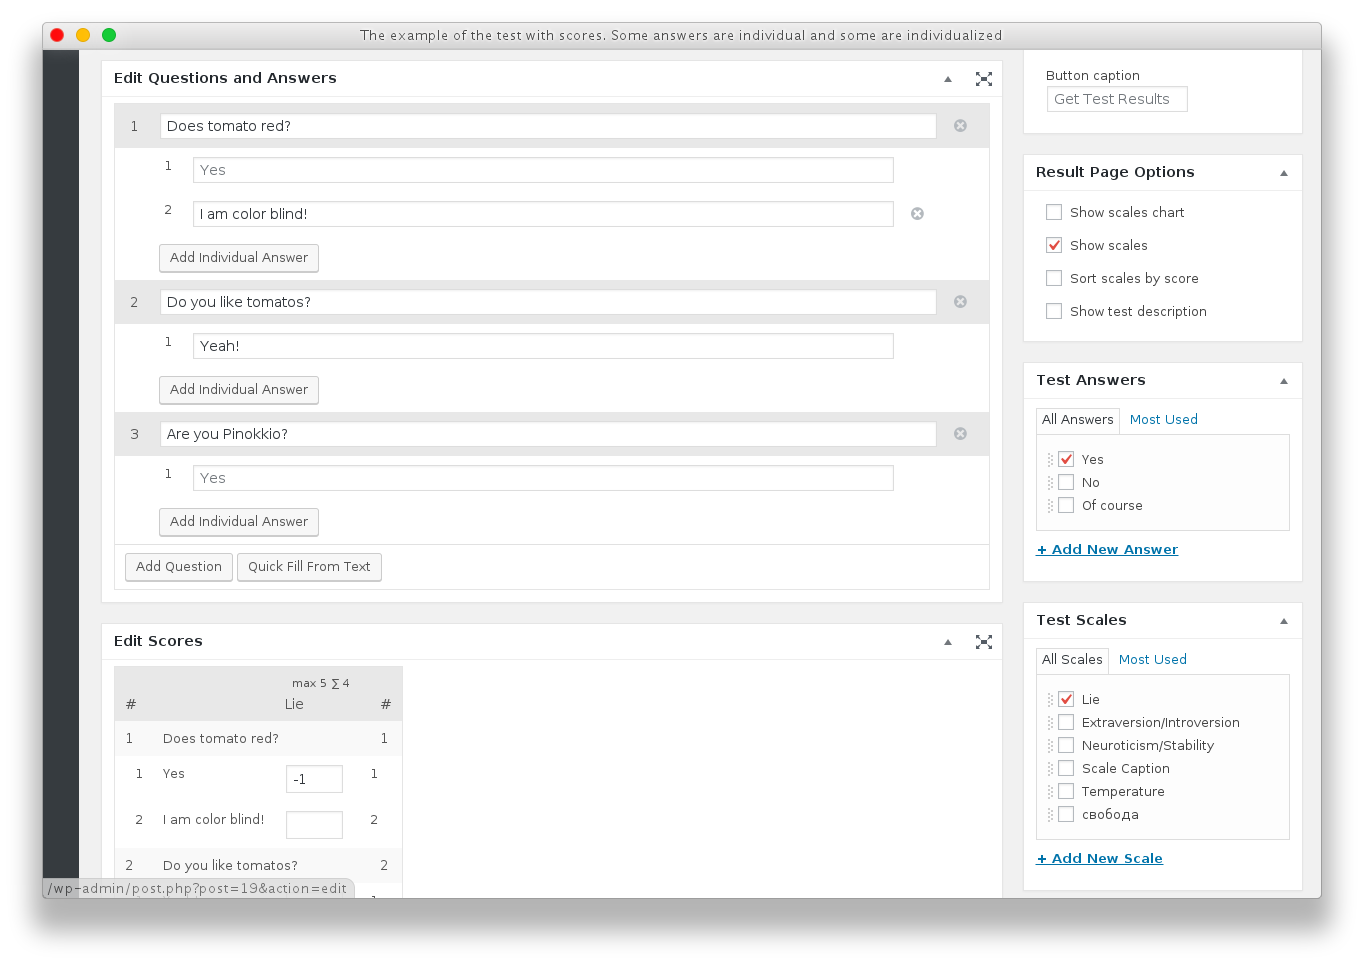 The example of the test with scores. Some answers are individual and some are individualized
Edit Questions and Answers
1 Does tomato red?
1 Yes
2 I am color blind!
Add Individual Answer
2 Do you like tomatos?
1 Yeah!
Add Individual Answer
3 Are you Pinokkio?
1 Yes
Add Individual Answer
Add Question Quick Fill From Text
Edit Scores
max 5 ∑ 4
# Lie #
1 Does tomato red? 1
1 Yes -1 1
2 I am color blind! 2
2 Do you like tomatos? 2
/wp-admin/post.php?post=19&action=edit
Button caption
Get Test Results
Result Page Options
Show scales chart
Show scales
Sort scales by score
Show test description
Test Answers
All Answers Most Used
Yes
No
Of course
+ Add New Answer
Test Scales
All Scales Most Used
Lie
Extraversion/Introversion
Neuroticism/Stability
Scale Caption
Temperature
свобода
+ Add New Scale